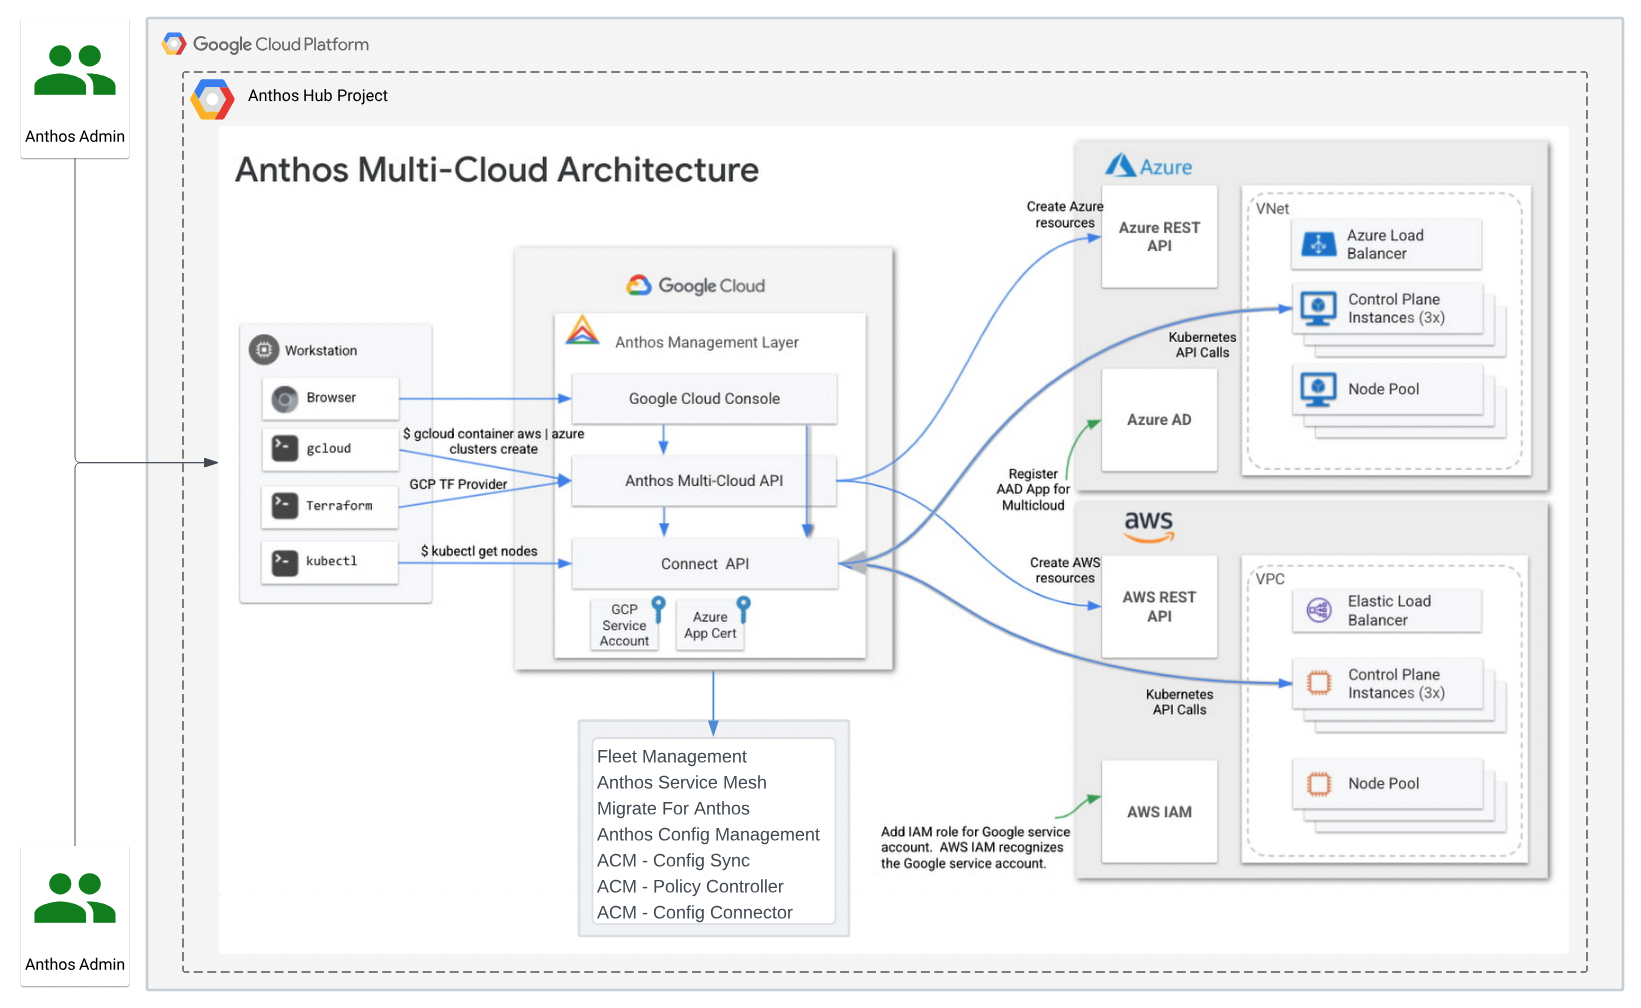 Google Cloud Platform
Anthos Admin
Anthos Hub Project
Anthos Multi-Cloud Architecture
Workstation
Browser
gcloud
Terraform
kubectl
$ gcloud container aws | azure
clusters create
GCP TF Provider
$ kubectl get nodes
Google Cloud
Anthos Management Layer
Google Cloud Console
Anthos Multi-Cloud API
Connect API
GCP
Service
Account
Azure
App Cert
Fleet Management
Anthos Service Mesh
Migrate For Anthos
Anthos Config Management
ACM - Config Sync
ACM - Policy Controller
ACM - Config Connector
Azure
Create Azure
resources
Azure REST
API
VNet
Azure Load
Balancer
Control Plane
Instances (3x)
Kubernetes
API Calls
Node Pool
Azure AD
Register
AAD App for
Multicloud
aws
Create AWS
resources
AWS REST
API
VPC
Elastic Load
Balancer
Control Plane
Instances (3x)
Kubernetes
API Calls
Node Pool
AWS IAM
Add IAM role for Google service
account. AWS IAM recognizes
the Google service account.
Anthos Admin